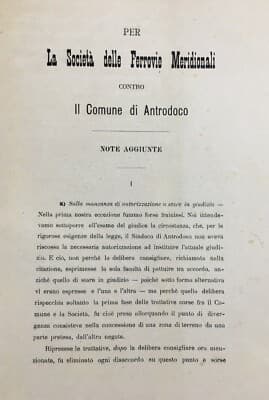 PER
La Società delle Ferrovie Meridionali
CONTRO
Il Comune di Antrodoco
NOTE AGGIUNTE
I
a) Sulla mancanza di autorizzazione a stare in giudizio —
Nella prima nostra eccezione fummo forse fraintesi. Noi intende-
vamo sottoporre all'esame del giudice la circostanza, che, per la
rigorose esigenze della legge, il Sindaco di Antrodoco non aveva
riscossa la necessaria autorizzazione ad instituire l'attuale giudi-
zio. E ciò, non perchè la delibera consigliare, richiamata nella
citazione, esprimesse la sola facoltà di pattuire tra accordo, an-
zichè quello di stare in giudizio — poichè sotto forma alternativa
vi erano espresse e l'una e l'altra — ma perchè quella delibera
rispecchia soltanto la prima fase delle trattative corse fra il Co-
mune e la Società, fu cioè presa allorquando il punto di diver-
genza consisteva nella concessione di una zona di terreno da una
parte pretesa, dall'altra negata.
Riprenese le trattative, dopo la delibera consigliare ora men-
zionata, fu eliminato ogni disaccordo su questo punto e sorse